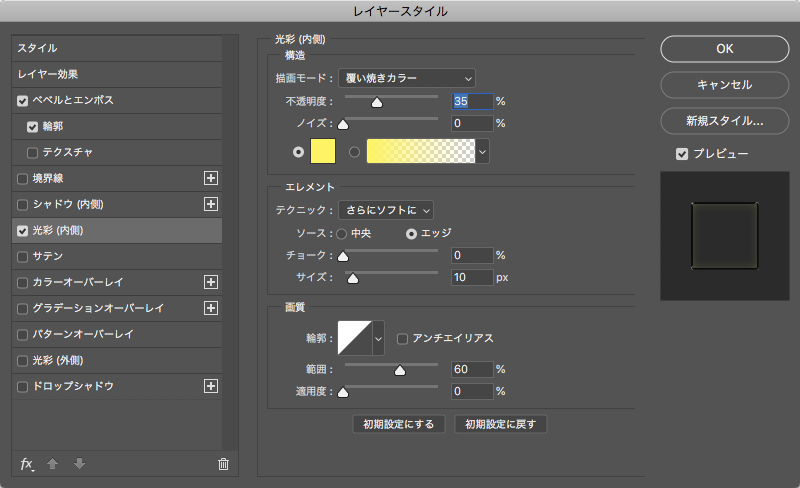 レイヤースタイル
スタイル
レイヤー効果
ベベルとエンボス
輪郭
テクスチャ
境界線
シャドウ (内側)
光彩 (内側)
サテン
カラーオーバーレイ
グラデーションオーバーレイ
パターンオーバーレイ
光彩 (外側)
ドロップシャドウ
fx
光彩 (内側)
構造
描画モード : 覆い焼きカラー
不透明度 : 35 %
ノイズ : 0 %
エレメント
テクニック : さらにソフトに
ソース : 中央 エッジ
チョーク : 0 %
サイズ : 10 px
画質
輪郭 : アンチエイリアス
範囲 : 60 %
適用度 : 0 %
初期設定にする 初期設定に戻す
OK
キャンセル
新規スタイル...
プレビュー